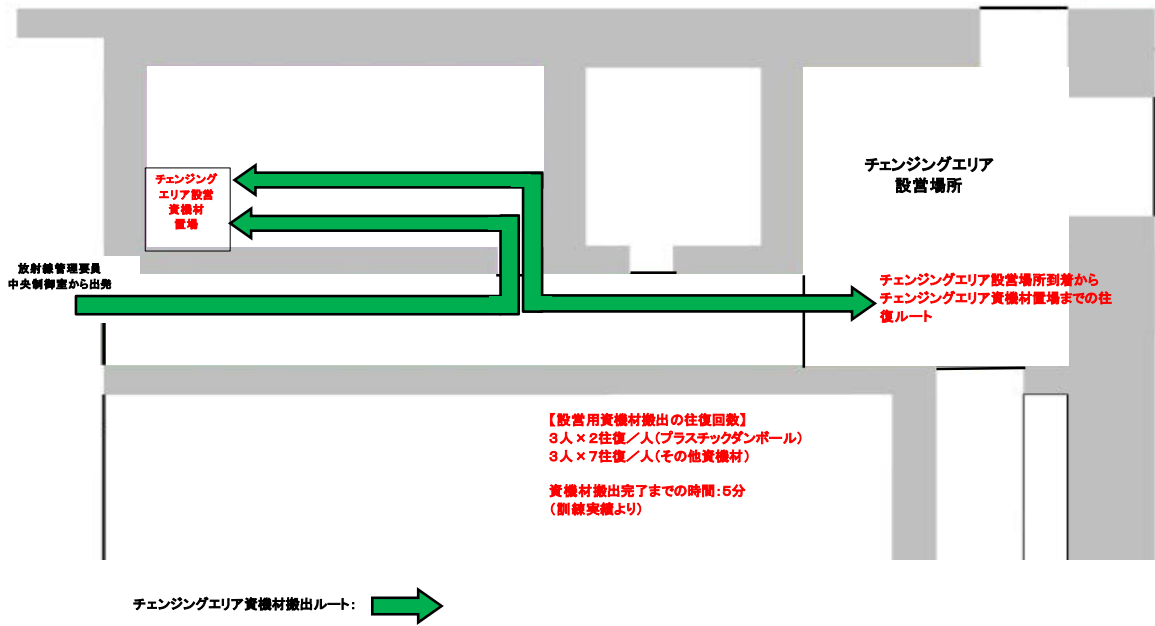 チェンジングエリア
設営場所
チェンジング
エリア設営
資機材
置場
放射線管理要員
中央制御室から出発
チェンジングエリア設営場所到着から
チェンジングエリア資機材置場までの往
復ルート
【設営用資機材搬出の往復回数】
3人×2往復/人(プラスチックダンボール)
3人×7往復/人(その他資機材)
資機材搬出完了までの時間:5分
(訓練実績より)
チェンジングエリア資機材搬出ルート: